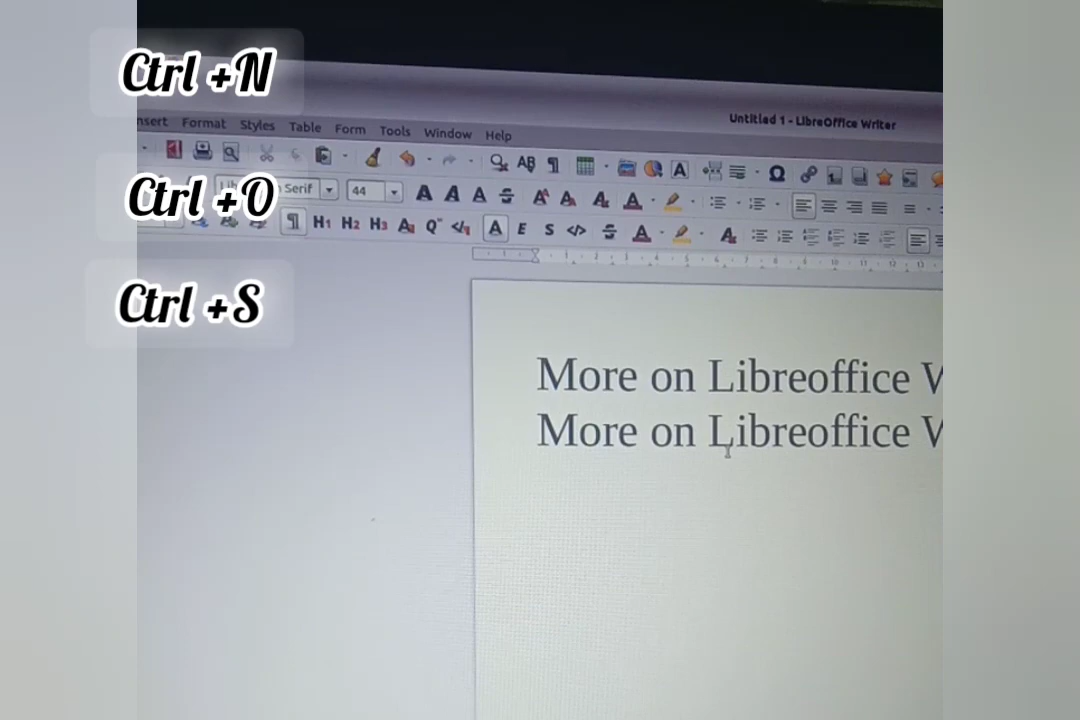 Ctrl +N
Ctrl +O
Ctrl +S
Untitled 1 - LibreOffice Writer
Format Styles Table Form Tools Window Help
Serif 44
H1 H2 H3
More on Libreoffice
More on Libreoffice